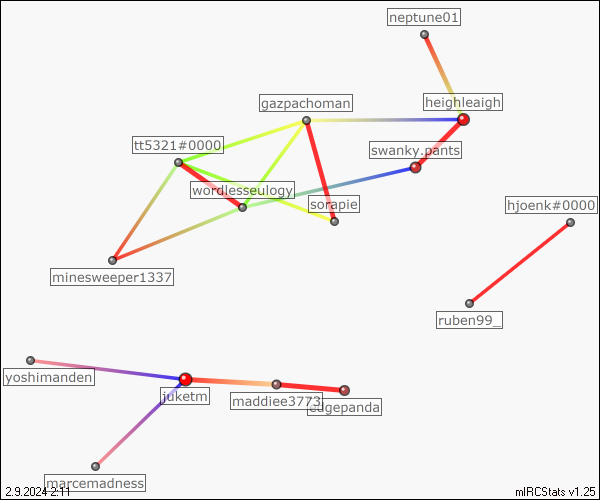 neptune01
gazpachoman
heighleaigh
tt5321#0000
swanky.pants
wordlesseulogy
sorapie
hjoenk#0000
minesweeper1337
ruben99_
yoshimanden
juketm
maddiee3773
edgepanda
marcemadness
2.9.2024 2:11
mIRCStats v1.25